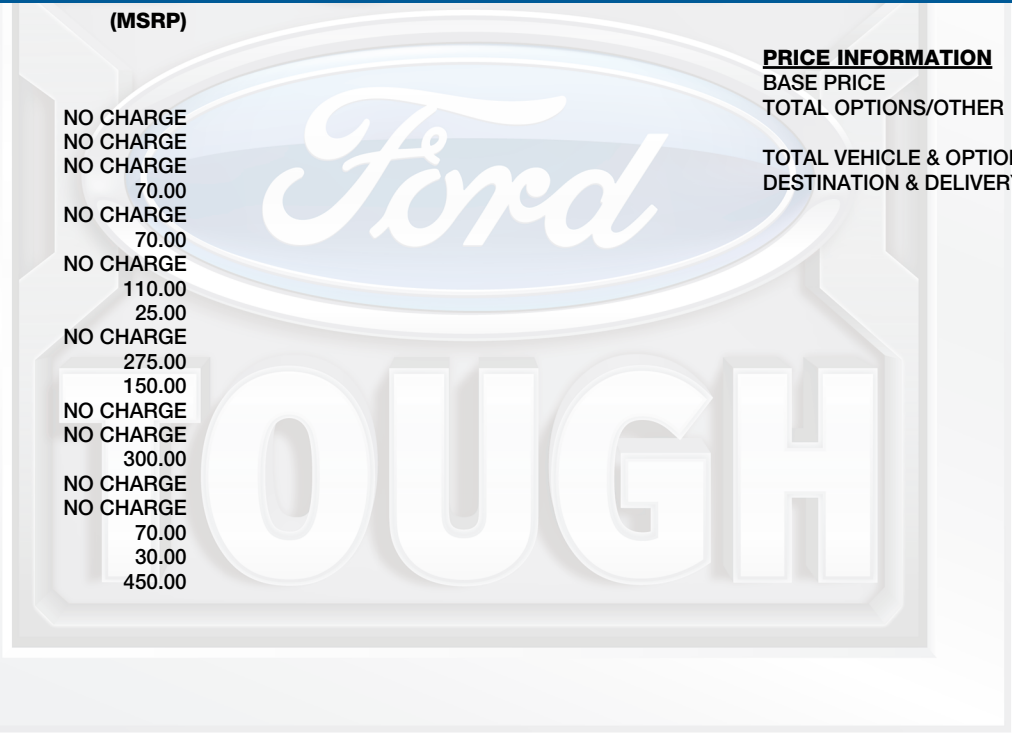 (MSRP)
NO CHARGE
NO CHARGE
NO CHARGE
70.00
NO CHARGE
70.00
NO CHARGE
110.00
25.00
NO CHARGE
275.00
150.00
NO CHARGE
NO CHARGE
300.00
NO CHARGE
NO CHARGE
70.00
30.00
450.00
PRICE INFORMATION
BASE PRICE
TOTAL OPTIONS/OTHER
TOTAL VEHICLE & OPTION
DESTINATION & DELIVERY
Ford
TOUGH